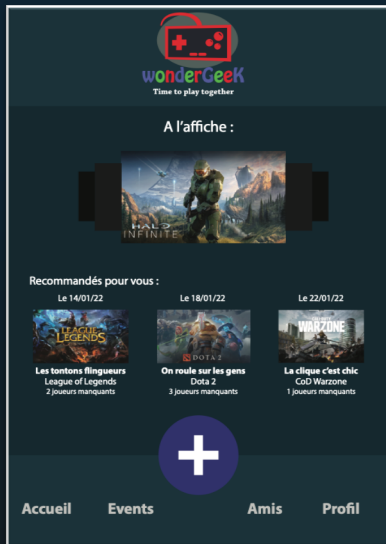 wonderGeeK
Time to play together
A l'affiche :
HALO
INFINITE
Recommandés pour vous :
Le 14/01/22
Le 18/01/22
Le 22/01/22
LEAGUE
LEGENDS
DOTA 2
WARZONE
Les tontons flingueurs
League of Legends
2 joueurs manquants
On roule sur les gens
Dota 2
3 joueurs manquants
La clique c'est chic
CoD Warzone
1 joueurs manquants
+
Accueil Events Amis Profil